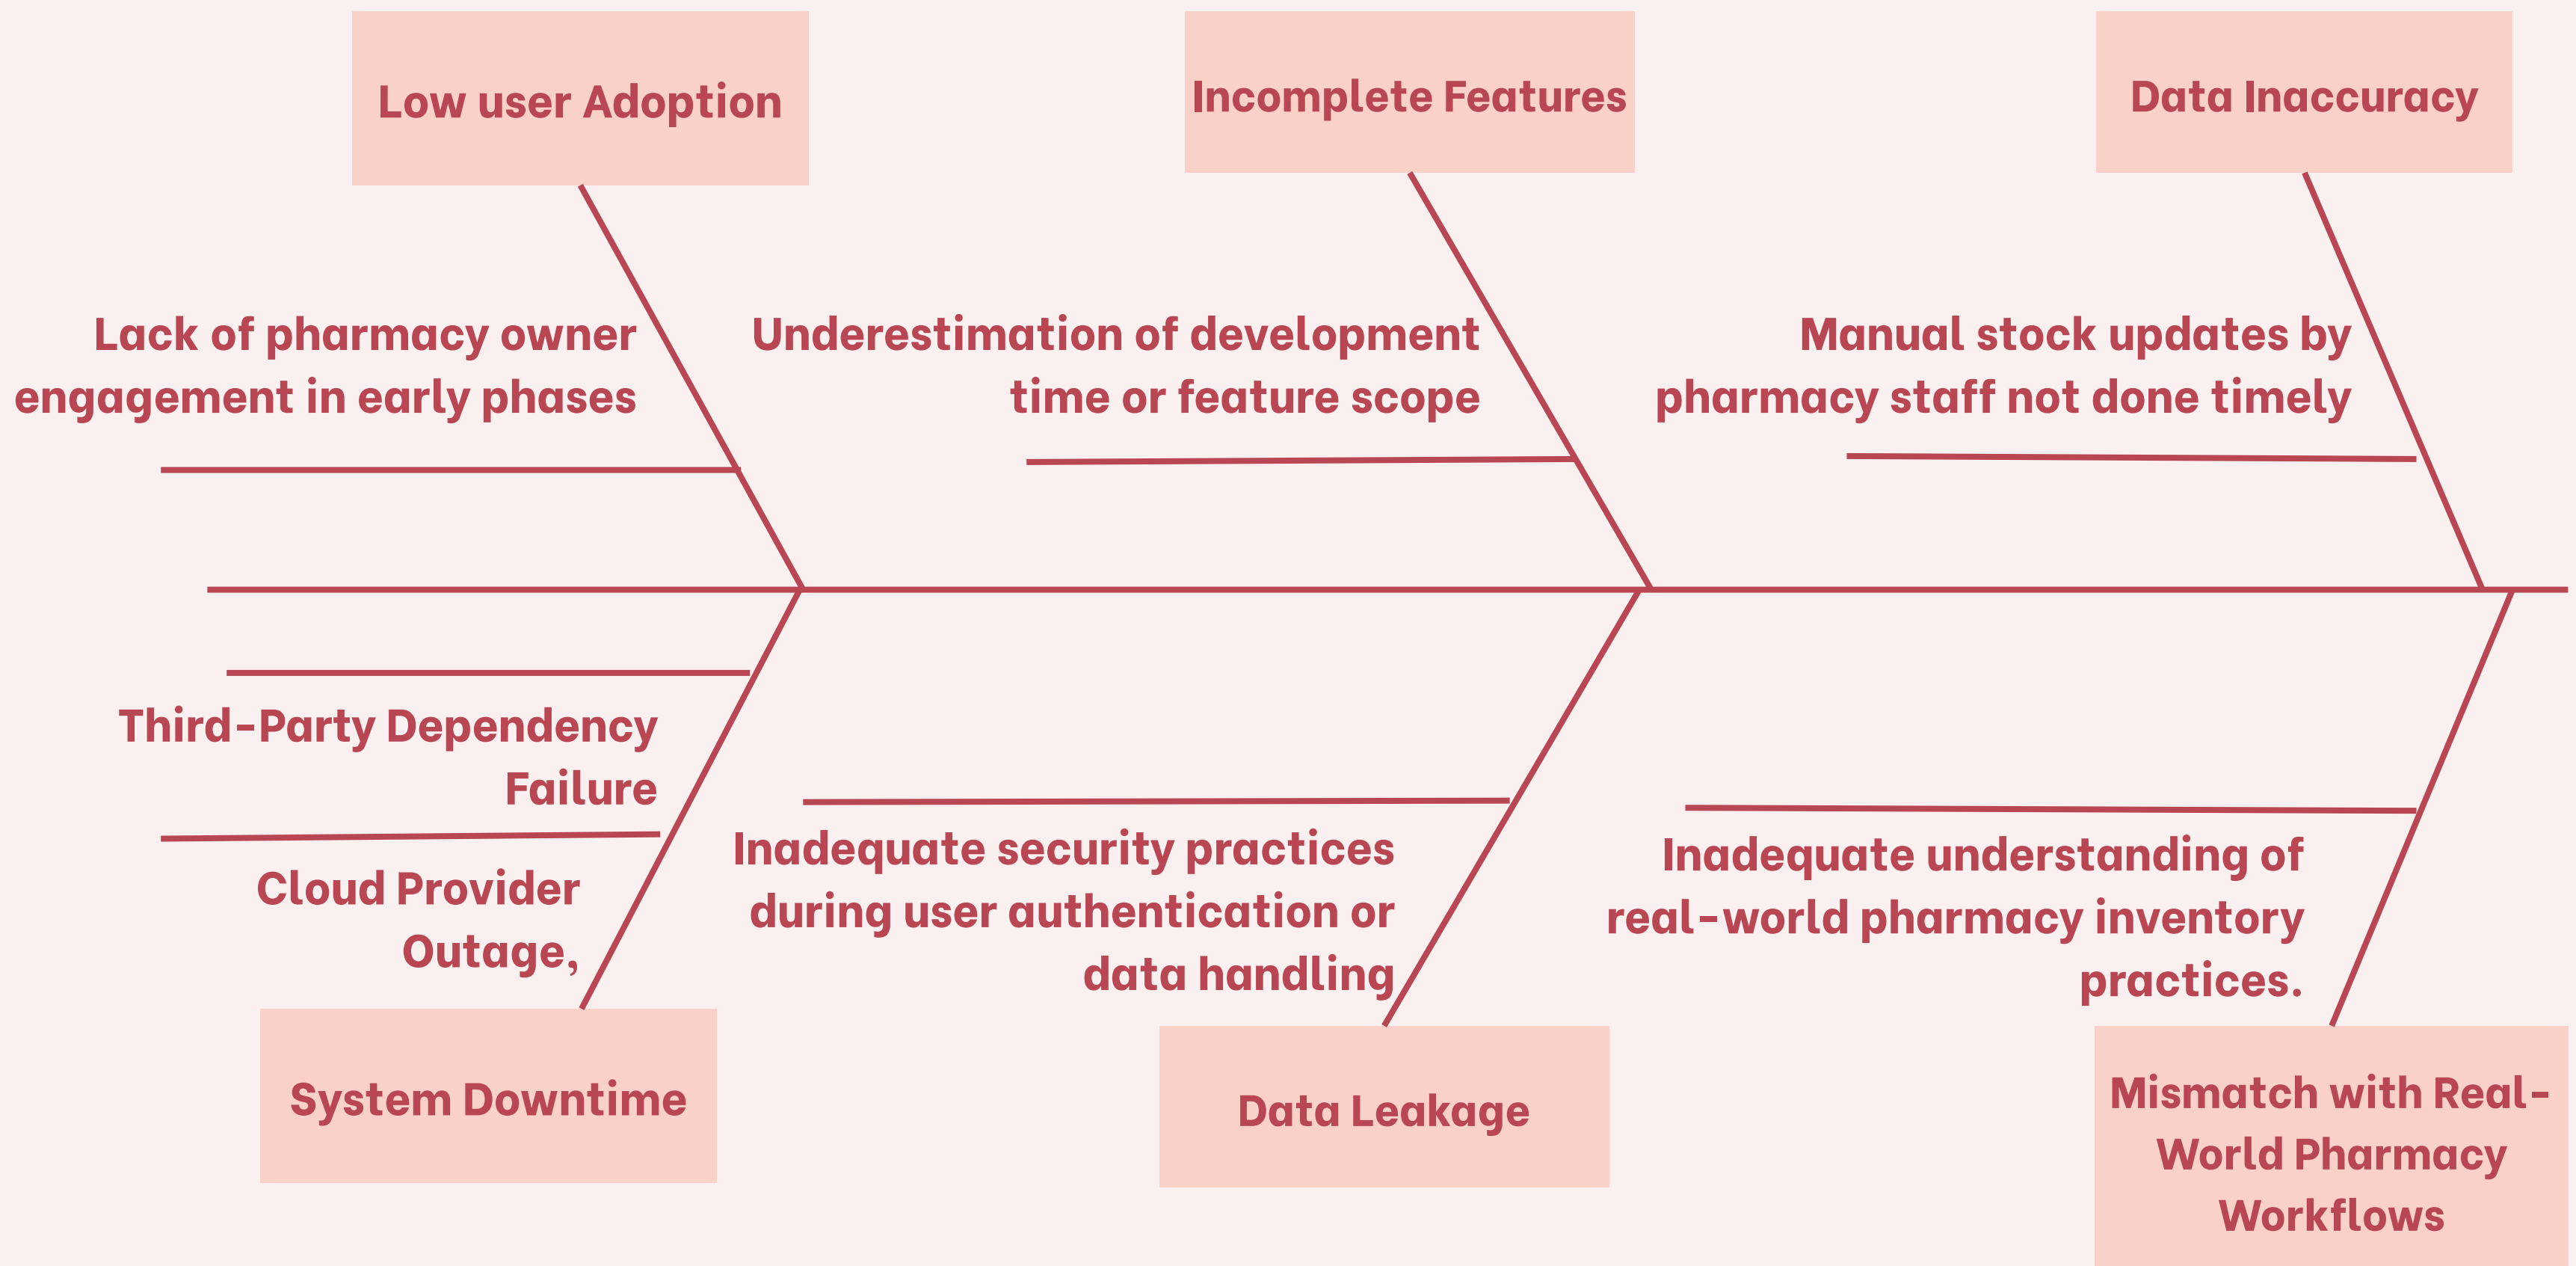 Low user Adoption
Incomplete Features
Data Inaccuracy
Lack of pharmacy owner
engagement in early phases
Underestimation of development
time or feature scope
Manual stock updates by
pharmacy staff not done timely
Third-Party Dependency
Failure
Cloud Provider
Outage,
Inadequate security practices
during user authentication or
data handling
Inadequate understanding of
real-world pharmacy inventory
practices.
System Downtime
Data Leakage
Mismatch with Real-
World Pharmacy
Workflows